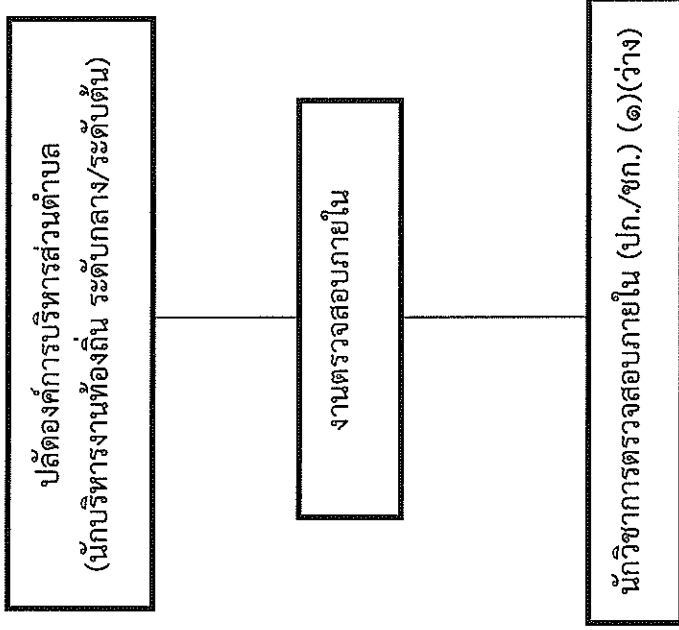 ปลัดองค์การบริหารส่วนตำบล
(นักบริหารงานท้องถิ่น ระดับกลาง/ระดับต้น)
งานตรวจสอบภายใน
นักวิชาการตรวจสอบภายใน (ปก./ชก.) (๑)(ว่าง)